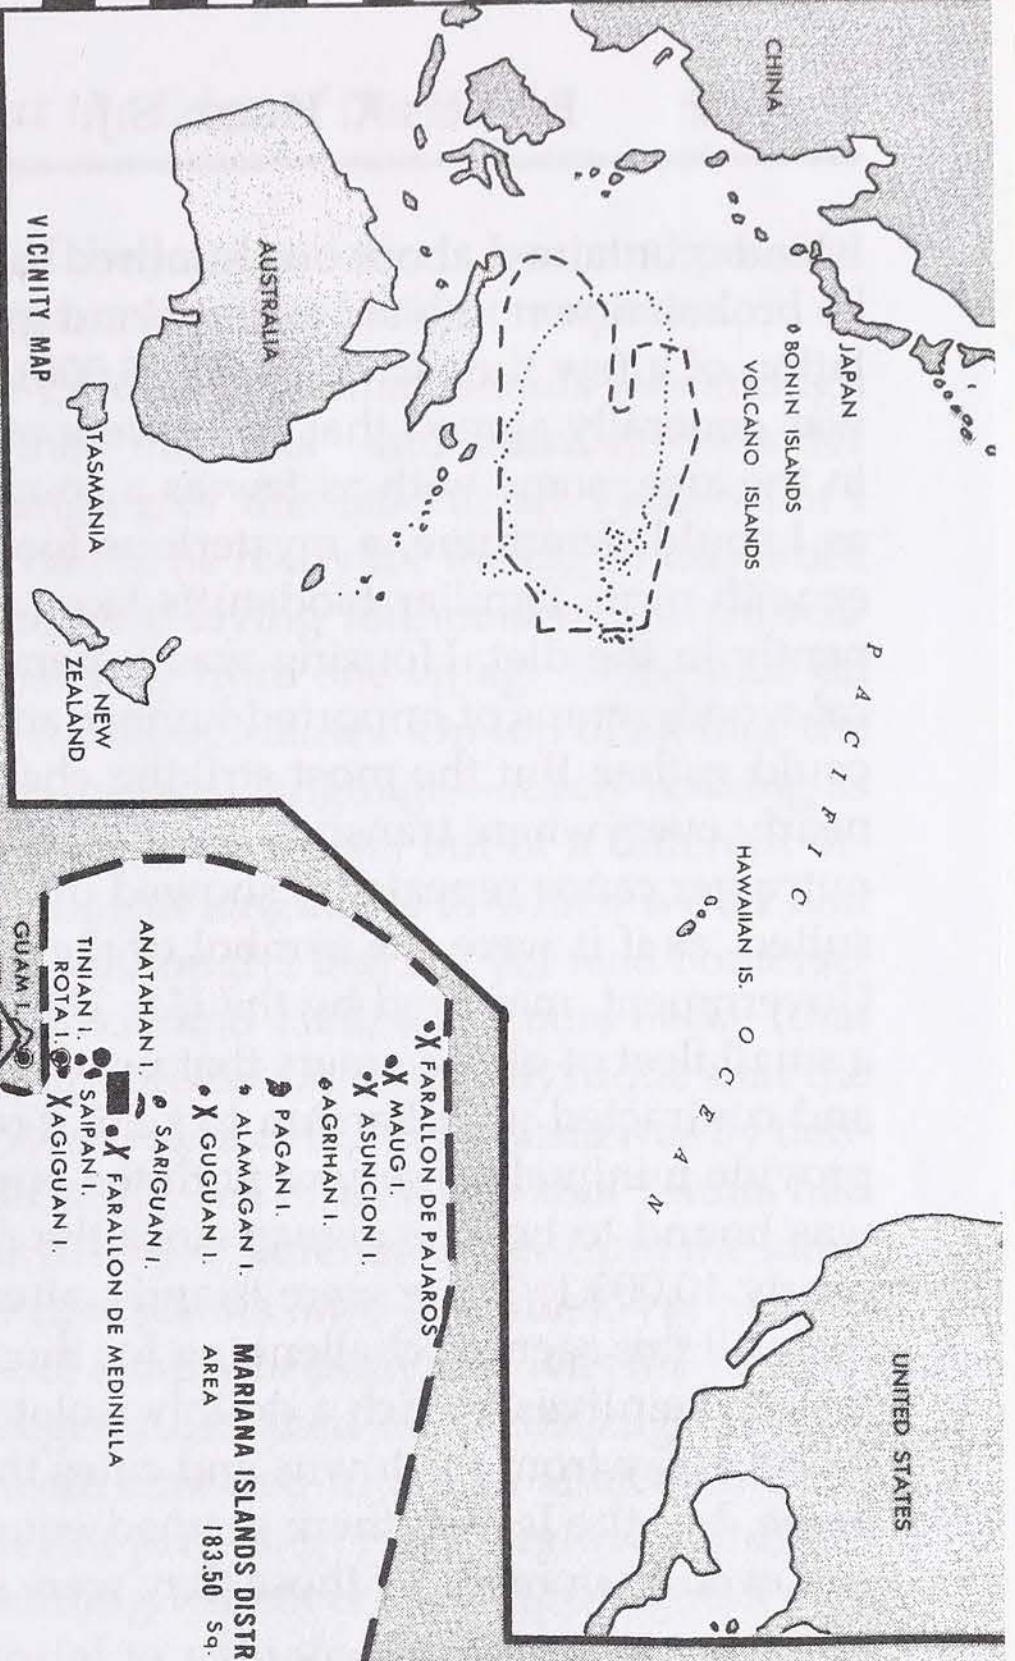 CHINA
JAPAN
BONIN ISLANDS
VOLCANO ISLANDS
PACIFIC OCEAN
HAWAIIAN IS.
UNITED STATES
AUSTRALIA
TASMANIA
NEW
ZEALAND
VICINITY MAP
X FARALLON DE PAJAROS
X MAUG I.
X ASUNCION I.
AGRIHAN I.
PAGAN I.
ALAMAGAN I.
X GUGUAN I.
SARIGUAN I.
ANATAHAN I.
X FARALLON DE MEDINILLA
SAIPAN I.
TINIAN I.
X AGIGUAN I.
ROTA I.
GUAM I.
MARIANA ISLANDS DISTR
AREA 183.50 Sq.